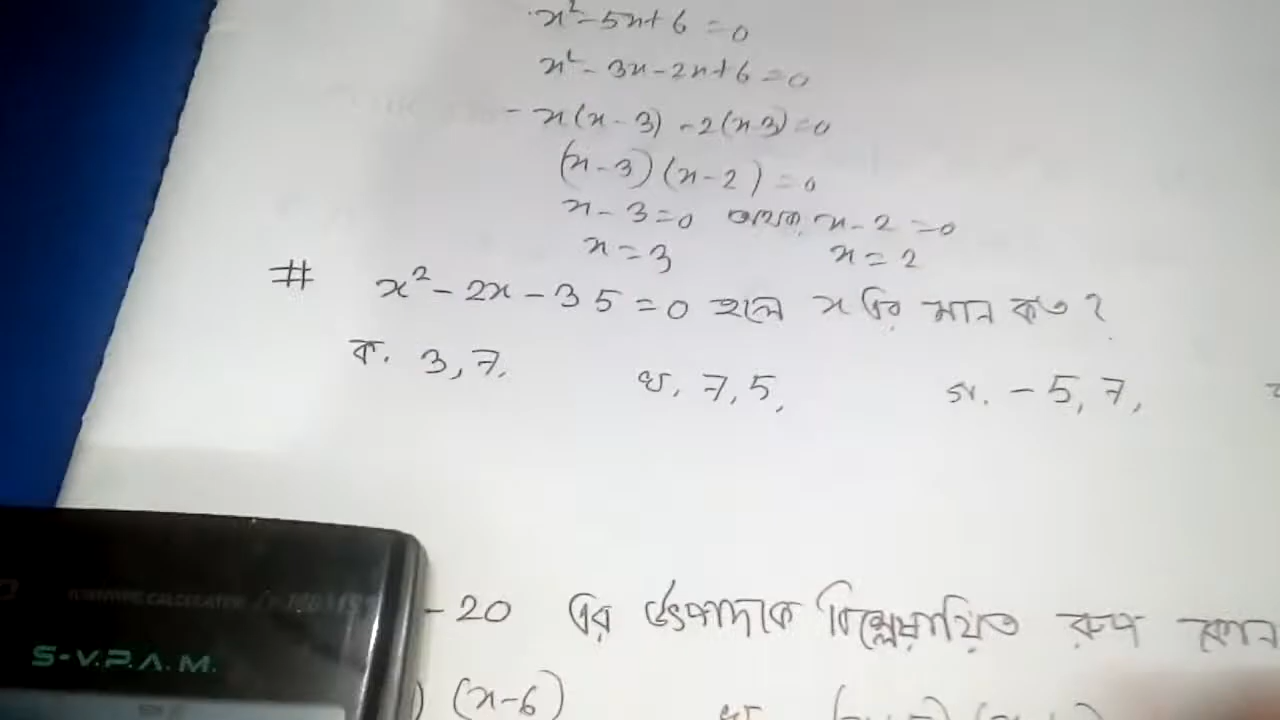 x² - 5x + 6 = 0
x² - 3x - 2x + 6 = 0
- x(x - 3) - 2(x 3) = 0
(x - 3) (x - 2) = 0
x - 3 = 0 অথবা, x - 2 = 0
x = 3 x = 2
# x² - 2x - 35 = 0 হলে x এর মান কত?
ক. 3, 7, খ. 7, 5, গ. - 5, 7,
- 20 এর উৎপাদকে বিশ্লেষায়িত রুপ কোন
) (x-6) খ
S-V.P.A.M.